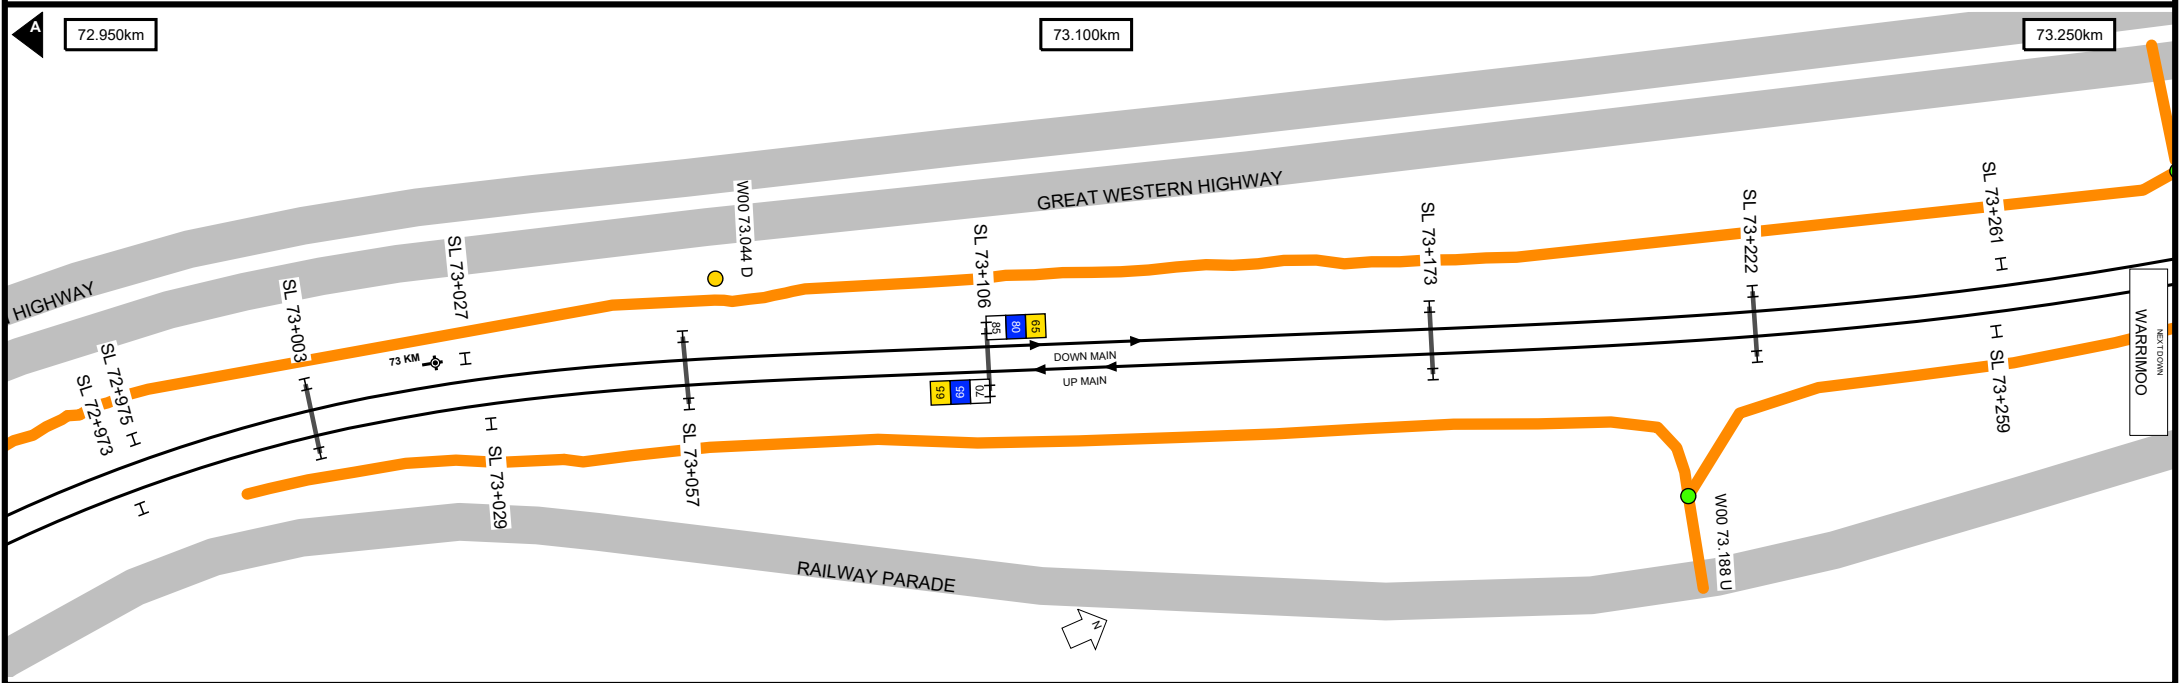 A
72.950km
73.100km
73.250km
HIGHWAY
GREAT WESTERN HIGHWAY
SL 72+973
SL 72+975
SL 73+003
SL 73+027
73 KM
W00 73.044 D
SL 73+106
SL 73+173
SL 73+222
SL 73+261
85
80
65
DOWN MAIN
UP MAIN
65
65
70
SL 73+029
SL 73+057
SL 73+259
W00 73.188 U
WARRIMOO
NEXT DOWN
RAILWAY PARADE
N